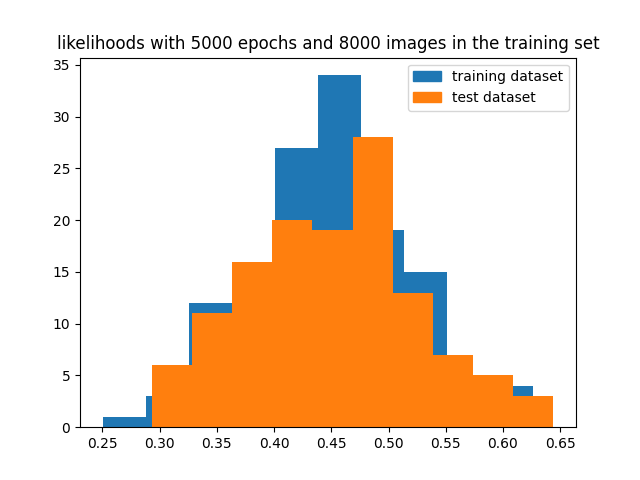 likelihoods with 5000 epochs and 8000 images in the training set
training dataset
test dataset
35
30
25
20
15
10
5
0
0.25 0.30 0.35 0.40 0.45 0.50 0.55 0.60 0.65